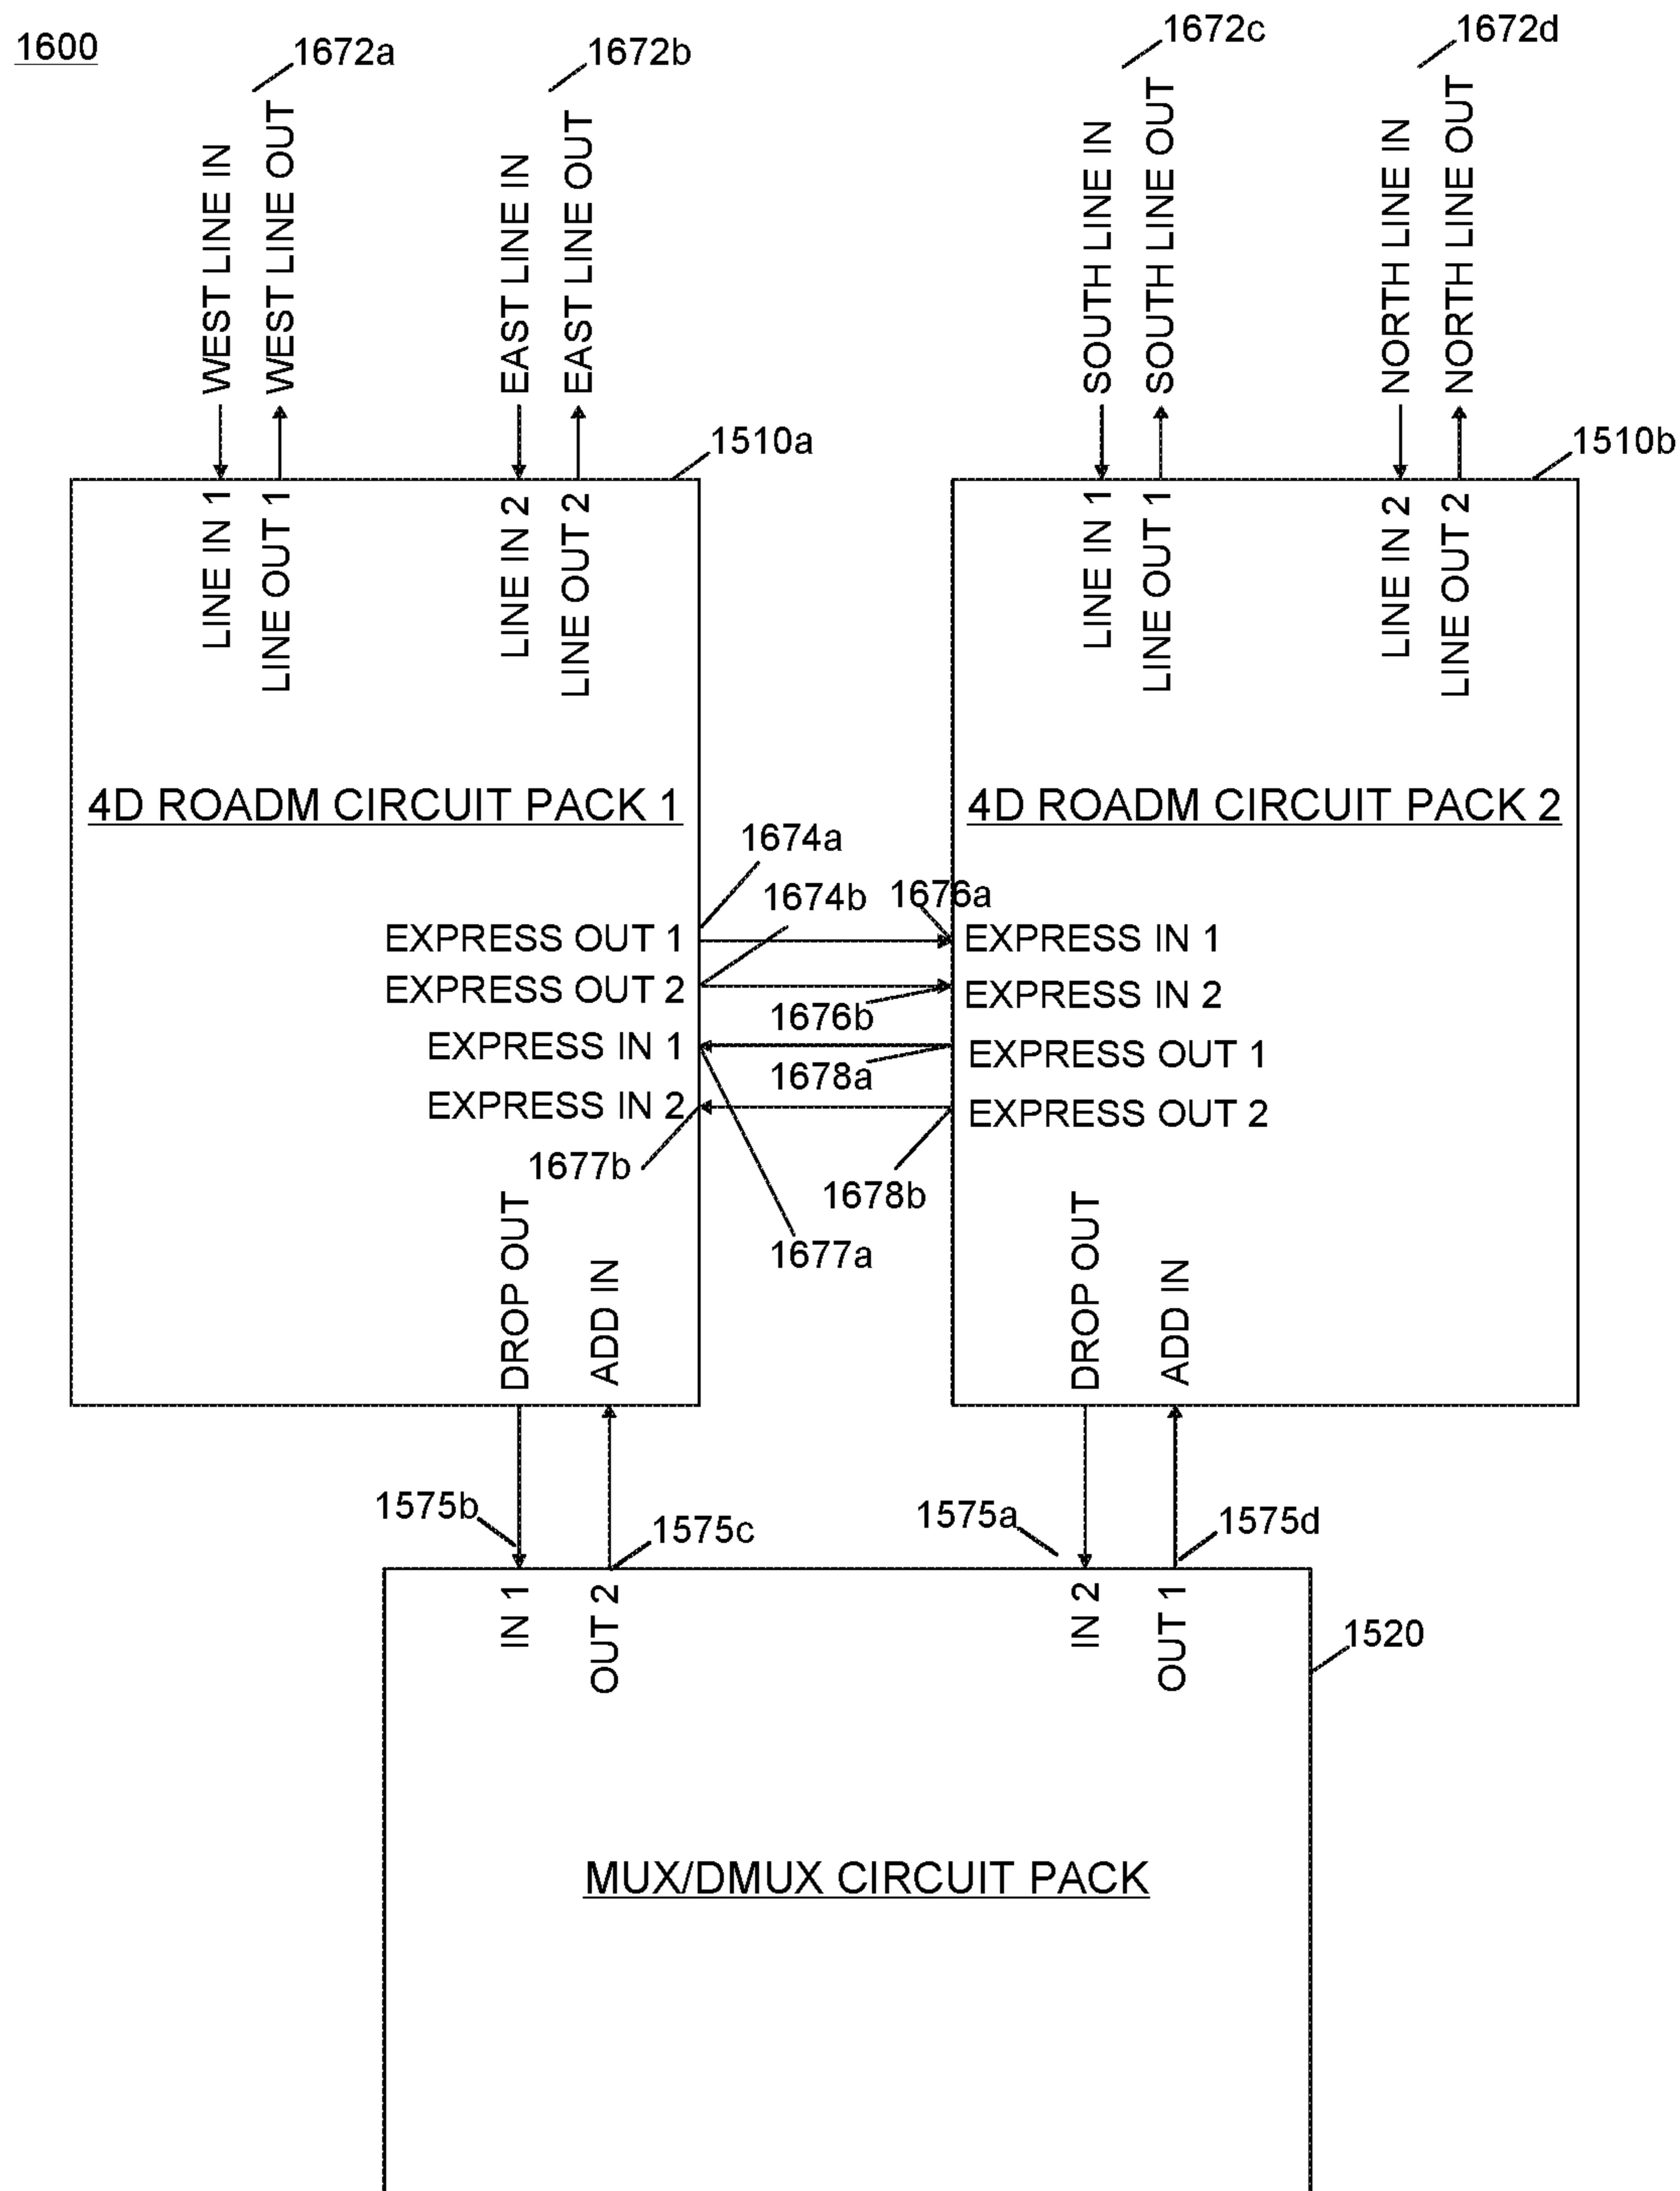 1600
1672a
1672b
1672c
1672d
WEST LINE IN
WEST LINE OUT
EAST LINE IN
EAST LINE OUT
SOUTH LINE IN
SOUTH LINE OUT
NORTH LINE IN
NORTH LINE OUT
1510a
1510b
LINE IN 1
LINE OUT 1
LINE IN 2
LINE OUT 2
LINE IN 1
LINE OUT 1
LINE IN 2
LINE OUT 2
4D ROADM CIRCUIT PACK 1
4D ROADM CIRCUIT PACK 2
1674a
1674b
1676a
EXPRESS OUT 1
EXPRESS IN 1
EXPRESS OUT 2
EXPRESS IN 2
1676b
EXPRESS IN 1
EXPRESS OUT 1
1678a
EXPRESS IN 2
EXPRESS OUT 2
1677b
1678b
1677a
DROP OUT
ADD IN
DROP OUT
ADD IN
1575b
1575c
1575a
1575d
IN 1
OUT 2
IN 2
OUT 1
1520
MUX/DMUX CIRCUIT PACK